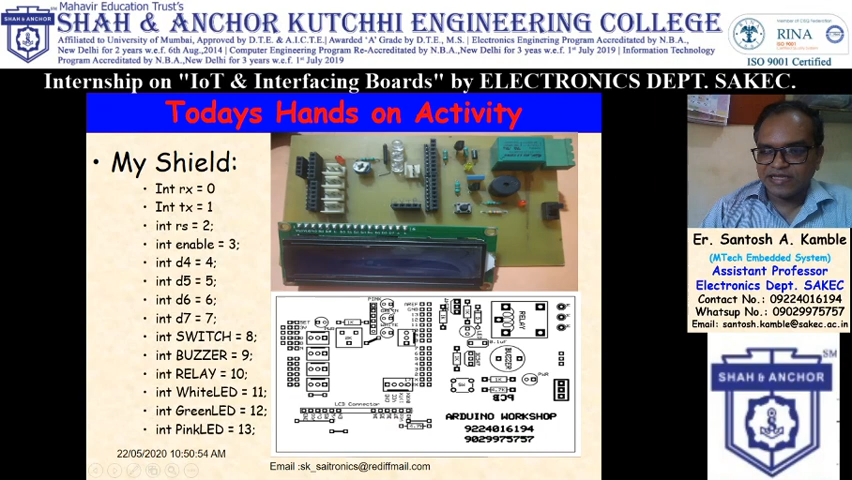 Mahavir Education Trust's
SHAH & ANCHOR KUTCHHI ENGINEERING COLLEGE
Affiliated to University of Mumbai, Approved by D.T.E. & A.I.C.T.E.| Awarded 'A' Grade by D.T.E., M.S. | Electronics Engineering Program Accredited by N.B.A.,
New Delhi for 2 years w.e.f. 6th Aug.,2014 | Computer Engineering Program Re-Accredited by N.B.A.,New Delhi for 3 yeas w.e.f. 1st July 2019 | Information Technology
Program Accredited by N.B.A.,New Delhi for 3 years w.e.f. 1st July 2019
RINA
ISO 9001
ISO 9001 Certified
Internship on "IoT & Interfacing Boards" by ELECTRONICS DEPT. SAKEC.
Todays Hands on Activity
• My Shield:
• Int rx = 0
• Int tx = 1
• int rs = 2;
• int enable = 3;
• int d4 = 4;
• int d5 = 5;
• int d6 = 6;
• int d7 = 7;
• int SWITCH = 8;
• int BUZZER = 9;
• int RELAY = 10;
• int WhiteLED = 11;
• int GreenLED = 12;
• int PinkLED = 13;
PINK
RELAY
BUZZER
PWR
LCD Connector
PCB
ARDUINO WORKSHOP
9224016194
9029975757
22/05/2020 10:50:54 AM
Email :sk_saitronics@rediffmail.com
Er. Santosh A. Kamble
(MTech Embedded System)
Assistant Professor
Electronics Dept. SAKEC
Contact No.: 09224016194
Whatsup No.: 09029975757
Email: santosh.kamble@sakec.ac.in
SHAH & ANCHOR
SM